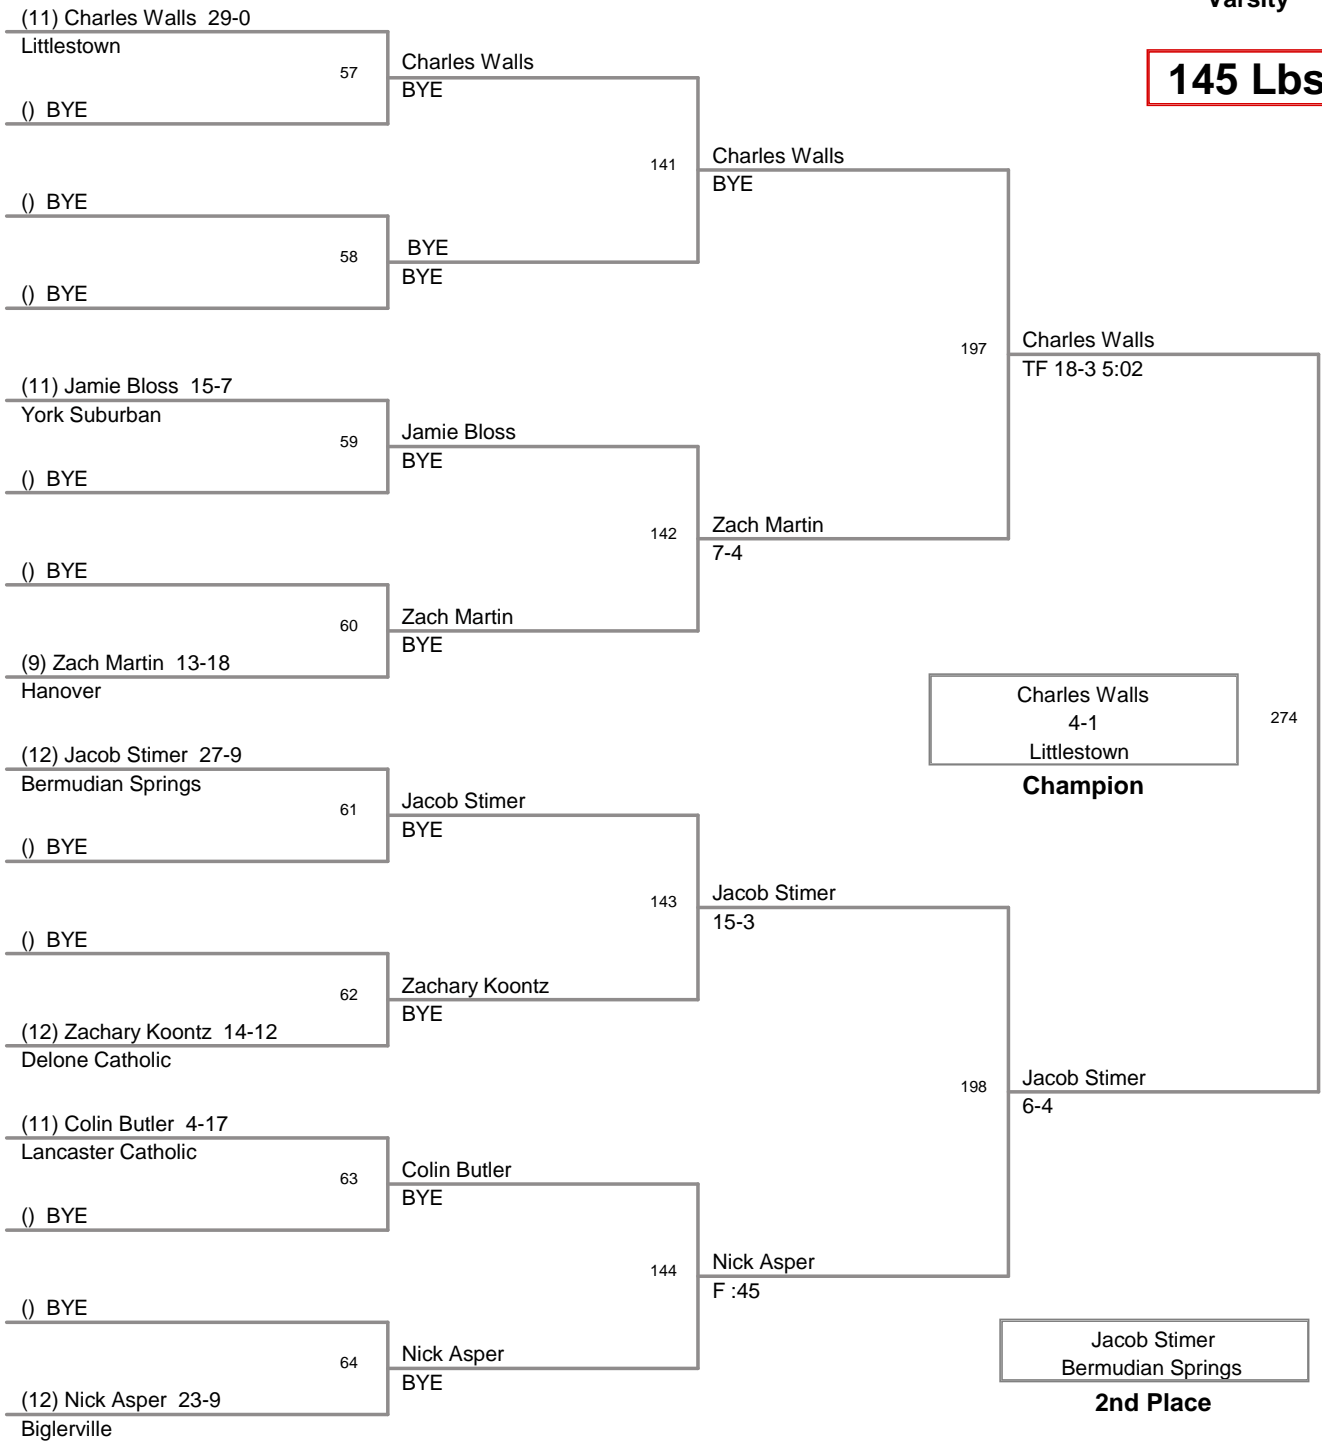 Varsity
145 Lbs
(11) Charles Walls 29-0
Littlestown
57
() BYE
Charles Walls
BYE
() BYE
58
() BYE
BYE
BYE
141
Charles Walls
BYE
(11) Jamie Bloss 15-7
York Suburban
59
() BYE
Jamie Bloss
BYE
() BYE
60
(9) Zach Martin 13-18
Hanover
Zach Martin
BYE
142
Zach Martin
7-4
197
Charles Walls
TF 18-3 5:02
(12) Jacob Stimer 27-9
Bermudian Springs
61
() BYE
Jacob Stimer
BYE
() BYE
62
(12) Zachary Koontz 14-12
Delone Catholic
Zachary Koontz
BYE
143
Jacob Stimer
15-3
(11) Colin Butler 4-17
Lancaster Catholic
63
() BYE
Colin Butler
BYE
() BYE
64
(12) Nick Asper 23-9
Biglerville
Nick Asper
BYE
144
Nick Asper
F :45
198
Jacob Stimer
6-4
274
Charles Walls
4-1
Littlestown
Champion
Jacob Stimer
Bermudian Springs
2nd Place